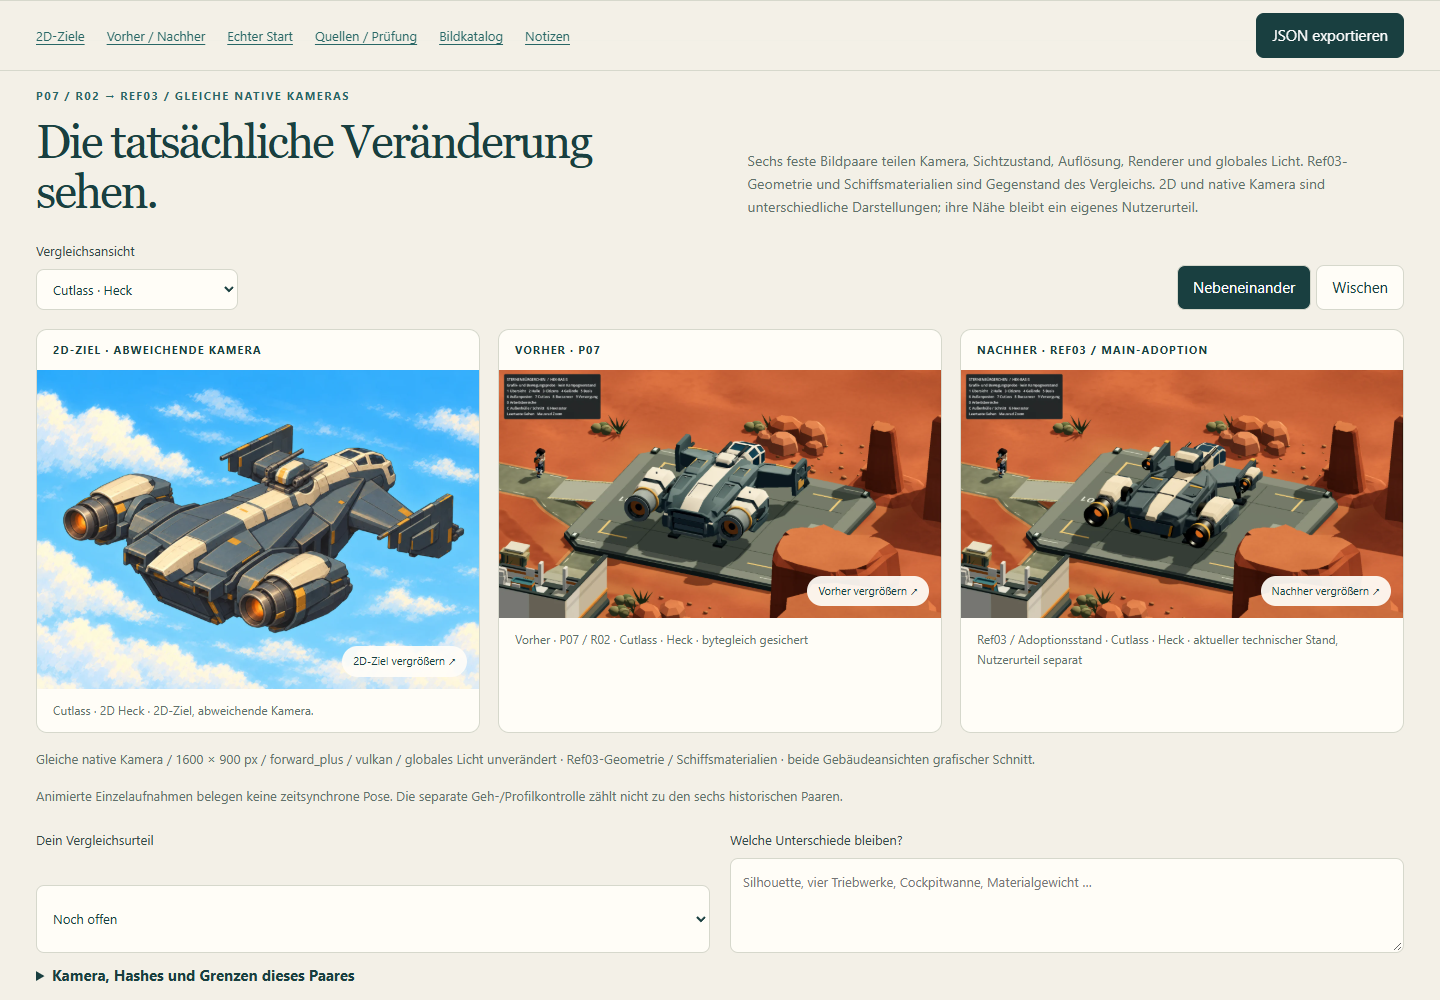 2D-Ziele Vorher / Nachher Echter Start Quellen / Prüfung Bildkatalog Notizen JSON exportieren
P07 / R02 → REF03 / GLEICHE NATIVE KAMERAS
Die tatsächliche Veränderung
sehen.
Sechs feste Bildpaare teilen Kamera, Sichtzustand, Auflösung, Renderer und globales Licht. Ref03-
Geometrie und Schiffsmaterialien sind Gegenstand des Vergleichs. 2D und native Kamera sind
unterschiedliche Darstellungen; ihre Nähe bleibt ein eigenes Nutzerurteil.
Vergleichsansicht
Cutlass · Heck
Nebeneinander
Wischen
2D-ZIEL · ABWEICHENDE KAMERA
2D-Ziel vergrößern ↗
Cutlass · 2D Heck · 2D-Ziel, abweichende Kamera.
VORHER · P07
Vorher vergrößern ↗
Vorher · P07 / R02 · Cutlass · Heck · bytegleich gesichert
NACHHER · REF03 / MAIN-ADOPTION
Nachher vergrößern ↗
Ref03 / Adoptionsstand · Cutlass · Heck · aktueller technischer Stand,
Nutzerurteil separat
Gleiche native Kamera / 1600 × 900 px / forward_plus / vulkan / globales Licht unverändert · Ref03-Geometrie / Schiffsmaterialien · beide Gebäudeansichten grafischer Schnitt.
Animierte Einzelaufnahmen belegen keine zeitsynchrone Pose. Die separate Geh-/Profilkontrolle zählt nicht zu den sechs historischen Paaren.
Dein Vergleichsurteil
Noch offen
Welche Unterschiede bleiben?
Silhouette, vier Triebwerke, Cockpitwanne, Materialgewicht ...
Kamera, Hashes und Grenzen dieses Paares